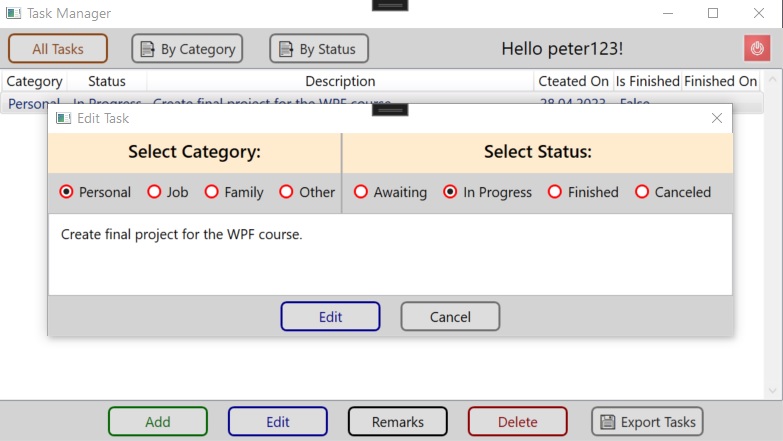 Task Manager
All Tasks By Category By Status Hello peter123!
Category Status Description Cteated On Is Finished Finished On
Personal In Progress Create final project for the WPF course. 28.04.2023 False
Edit Task
Select Category: Select Status:
Personal Job Family Other Awaiting In Progress Finished Canceled
Create final project for the WPF course.
Edit Cancel
Add Edit Remarks Delete Export Tasks